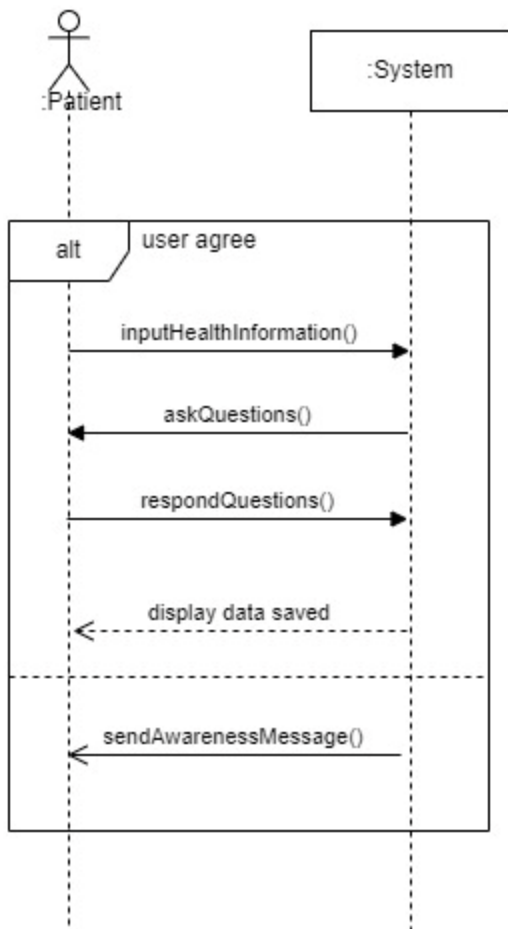 :Patient
:System
alt
user agree
inputHealthInformation()
askQuestions()
respondQuestions()
display data saved
sendAwarenessMessage()